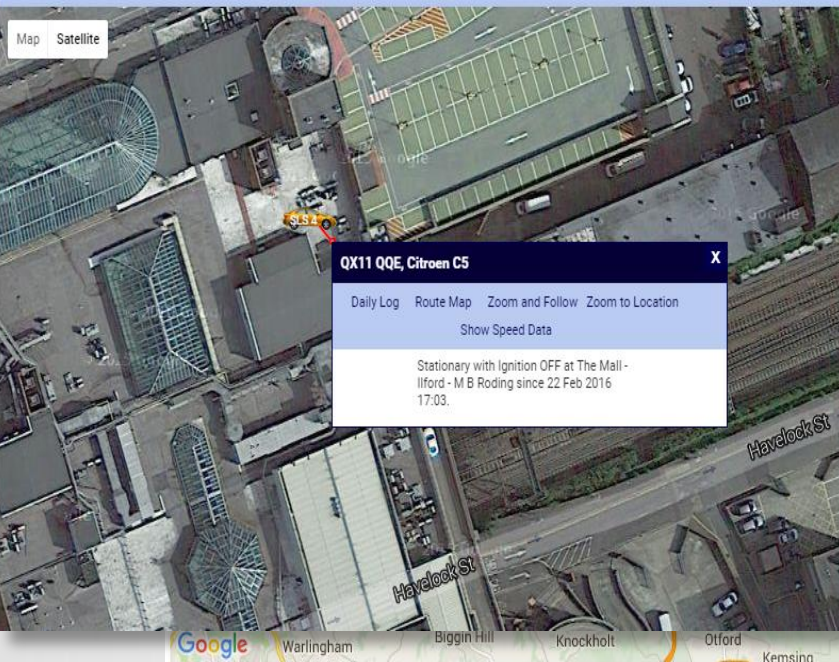 Map Satellite
SLS 4
QX11 QQE, Citroen C5 X
Daily Log Route Map Zoom and Follow Zoom to Location
Show Speed Data
Stationary with Ignition OFF at The Mall -
Ilford - M B Roding since 22 Feb 2016
17:03.
Havelock St
Havelock St
Google Warlingham Biggin Hill Knockholt Otford
Kemsing